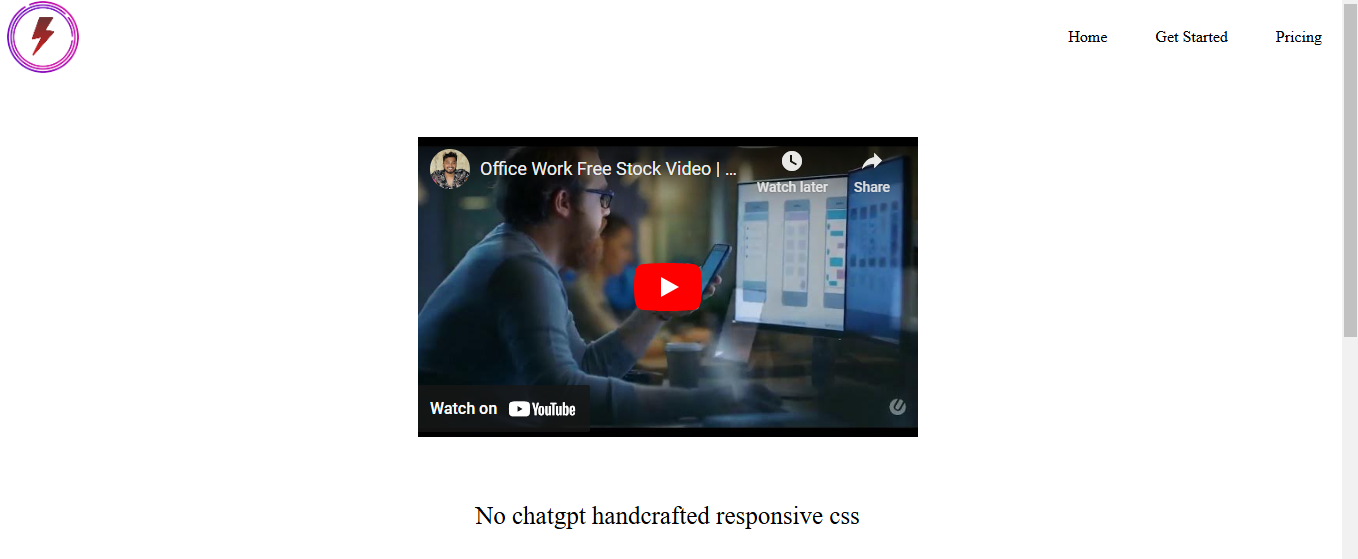 Home Get Started Pricing
Office Work Free Stock Video | ...
Watch later Share
Watch on YouTube
No chatgpt handcrafted responsive css